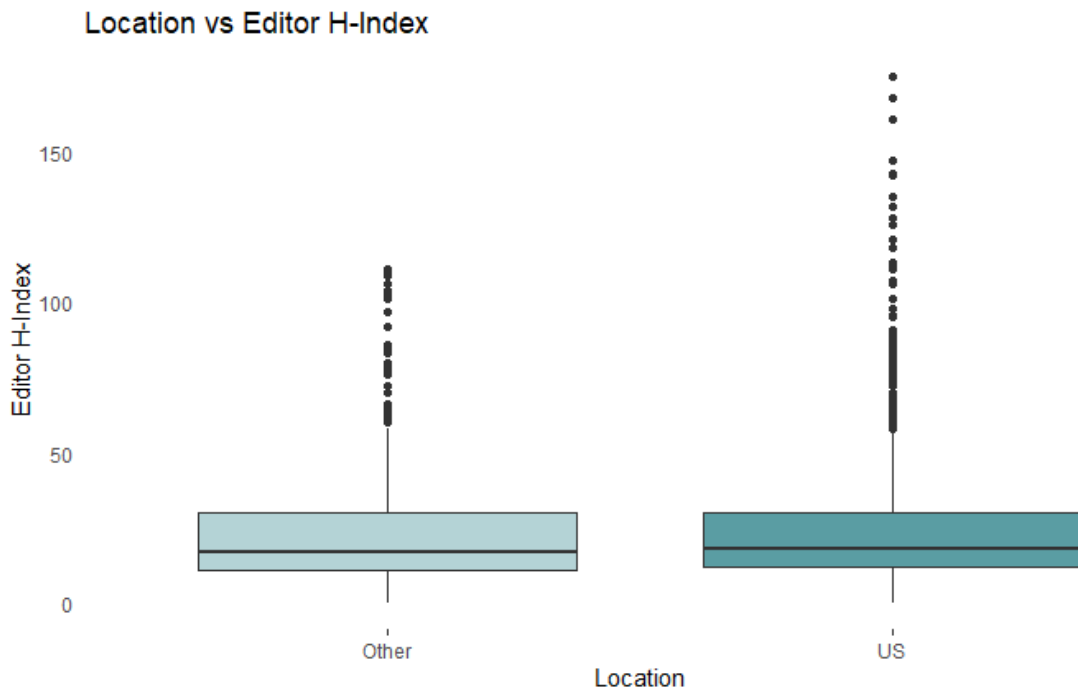 Location vs Editor H-Index
Editor H-Index
150
100
50
0
Other
US
Location